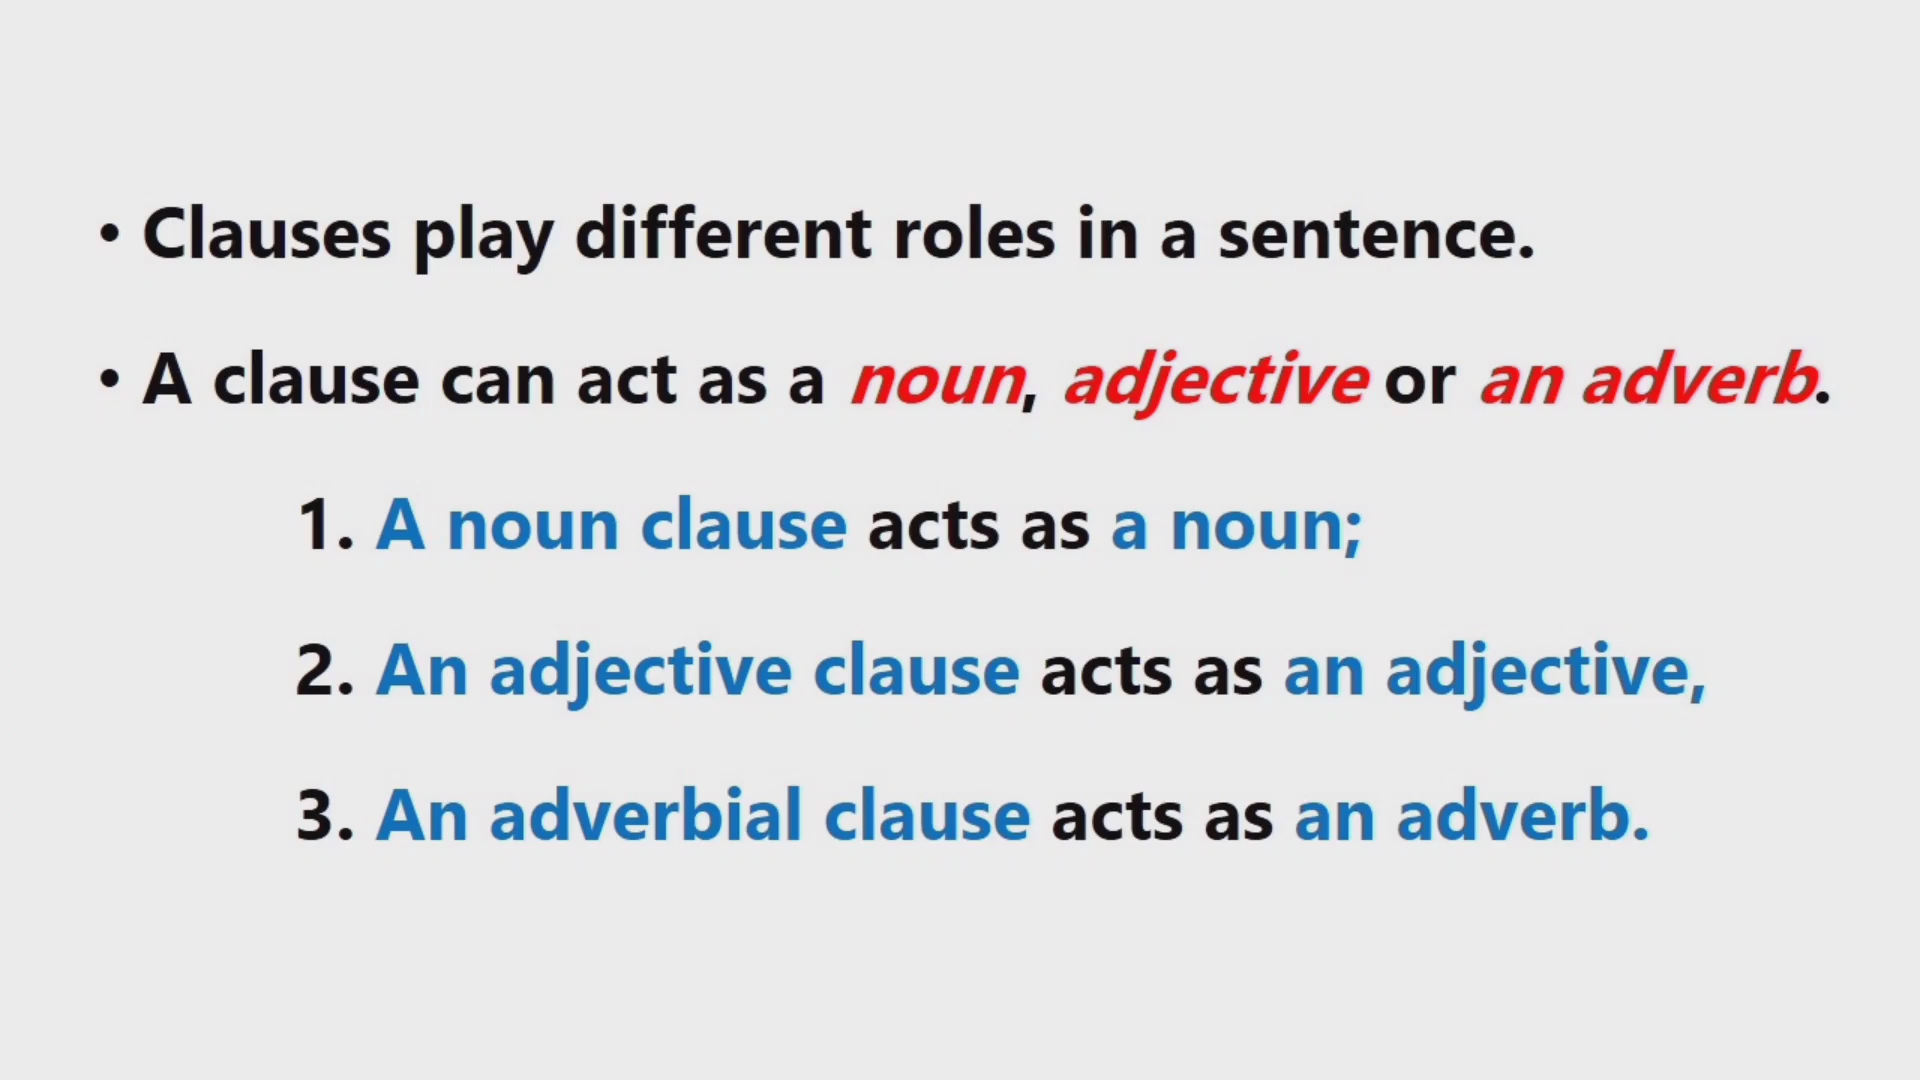 • Clauses play different roles in a sentence.
• A clause can act as a noun, adjective or an adverb.
1. A noun clause acts as a noun;
2. An adjective clause acts as an adjective,
3. An adverbial clause acts as an adverb.